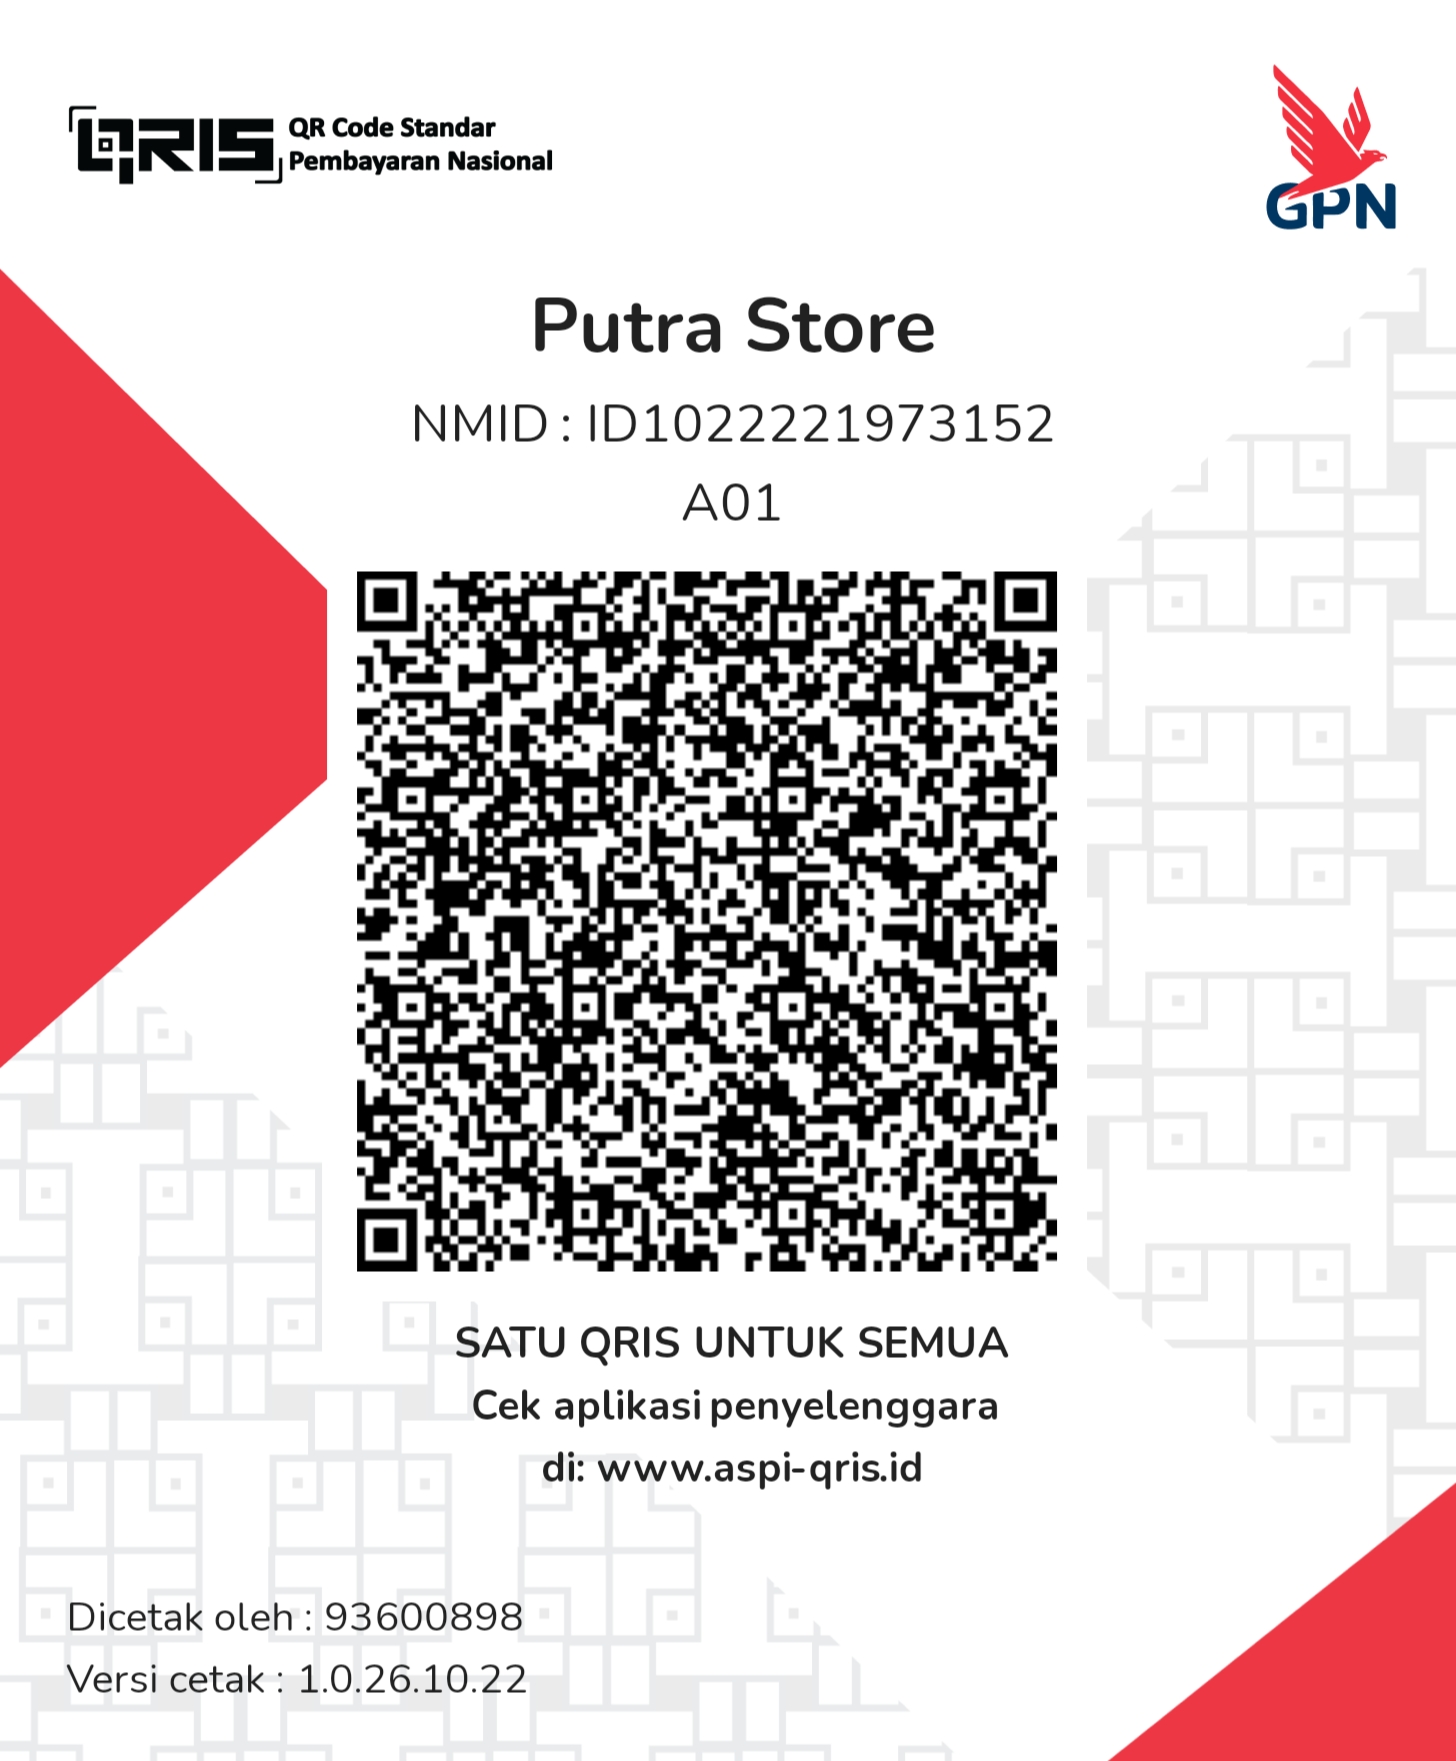 QRIS
QR Code Standar
Pembayaran Nasional
GPN
Putra Store
NMID : ID1022221973152
A01
SATU QRIS UNTUK SEMUA
Cek aplikasi penyelenggara
di: www.aspi-qris.id
Dicetak oleh : 93600898
Versi cetak : 1.0.26.10.22